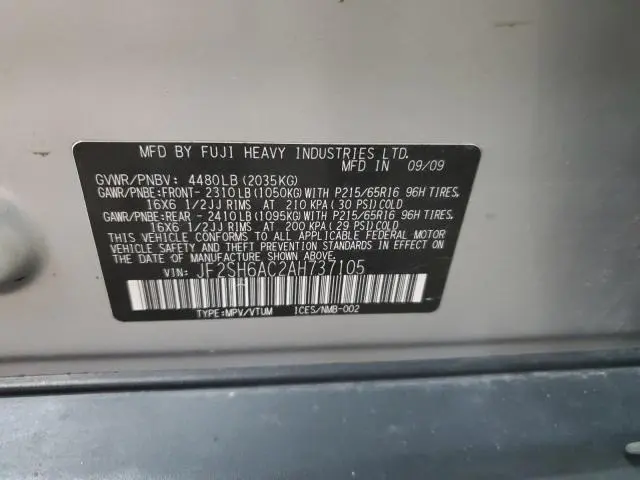 MFD BY FUJI HEAVY INDUSTRIES LTD.
MFD IN 09/09
GVWR/PNBV: 4480LB (2035KG)
GAWR/PNBE:FRONT- 2310LB(1050KG)WITH P215/65R16 96H TIRES,
16X6 1/2JJ RIMS AT 210 KPA(30 PSI)COLD
GAWR/PNBE:REAR - 2410LB(1095KG)WITH P215/65R16 96H TIRES,
16X6 1/2JJ RIMS AT 200 KPA(29 PSI)COLD
THIS VEHICLE CONFORMS TO ALL APPLICABLE FEDERAL MOTOR
VEHICLE SAFETY AND THEFT PREVENTION STANDARDS IN EFFECT ON
THE DATE OF MANUFACTURE SHOWN ABOVE.
VIN: JF2SH6AC2AH737105
TYPE:MPV/VTUM ICES/NMB-002